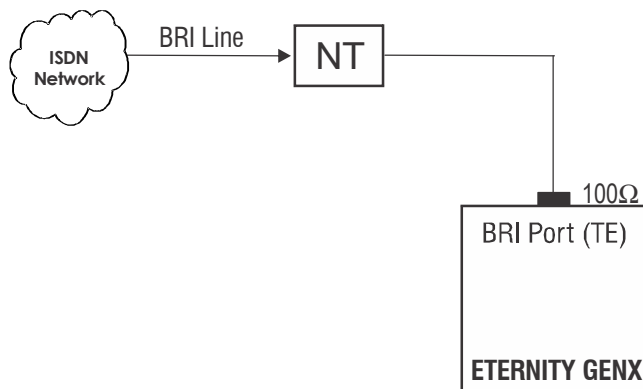 ISDN
Network
BRI Line
NT
100Ω
BRI Port (TE)
ETERNITY GENX